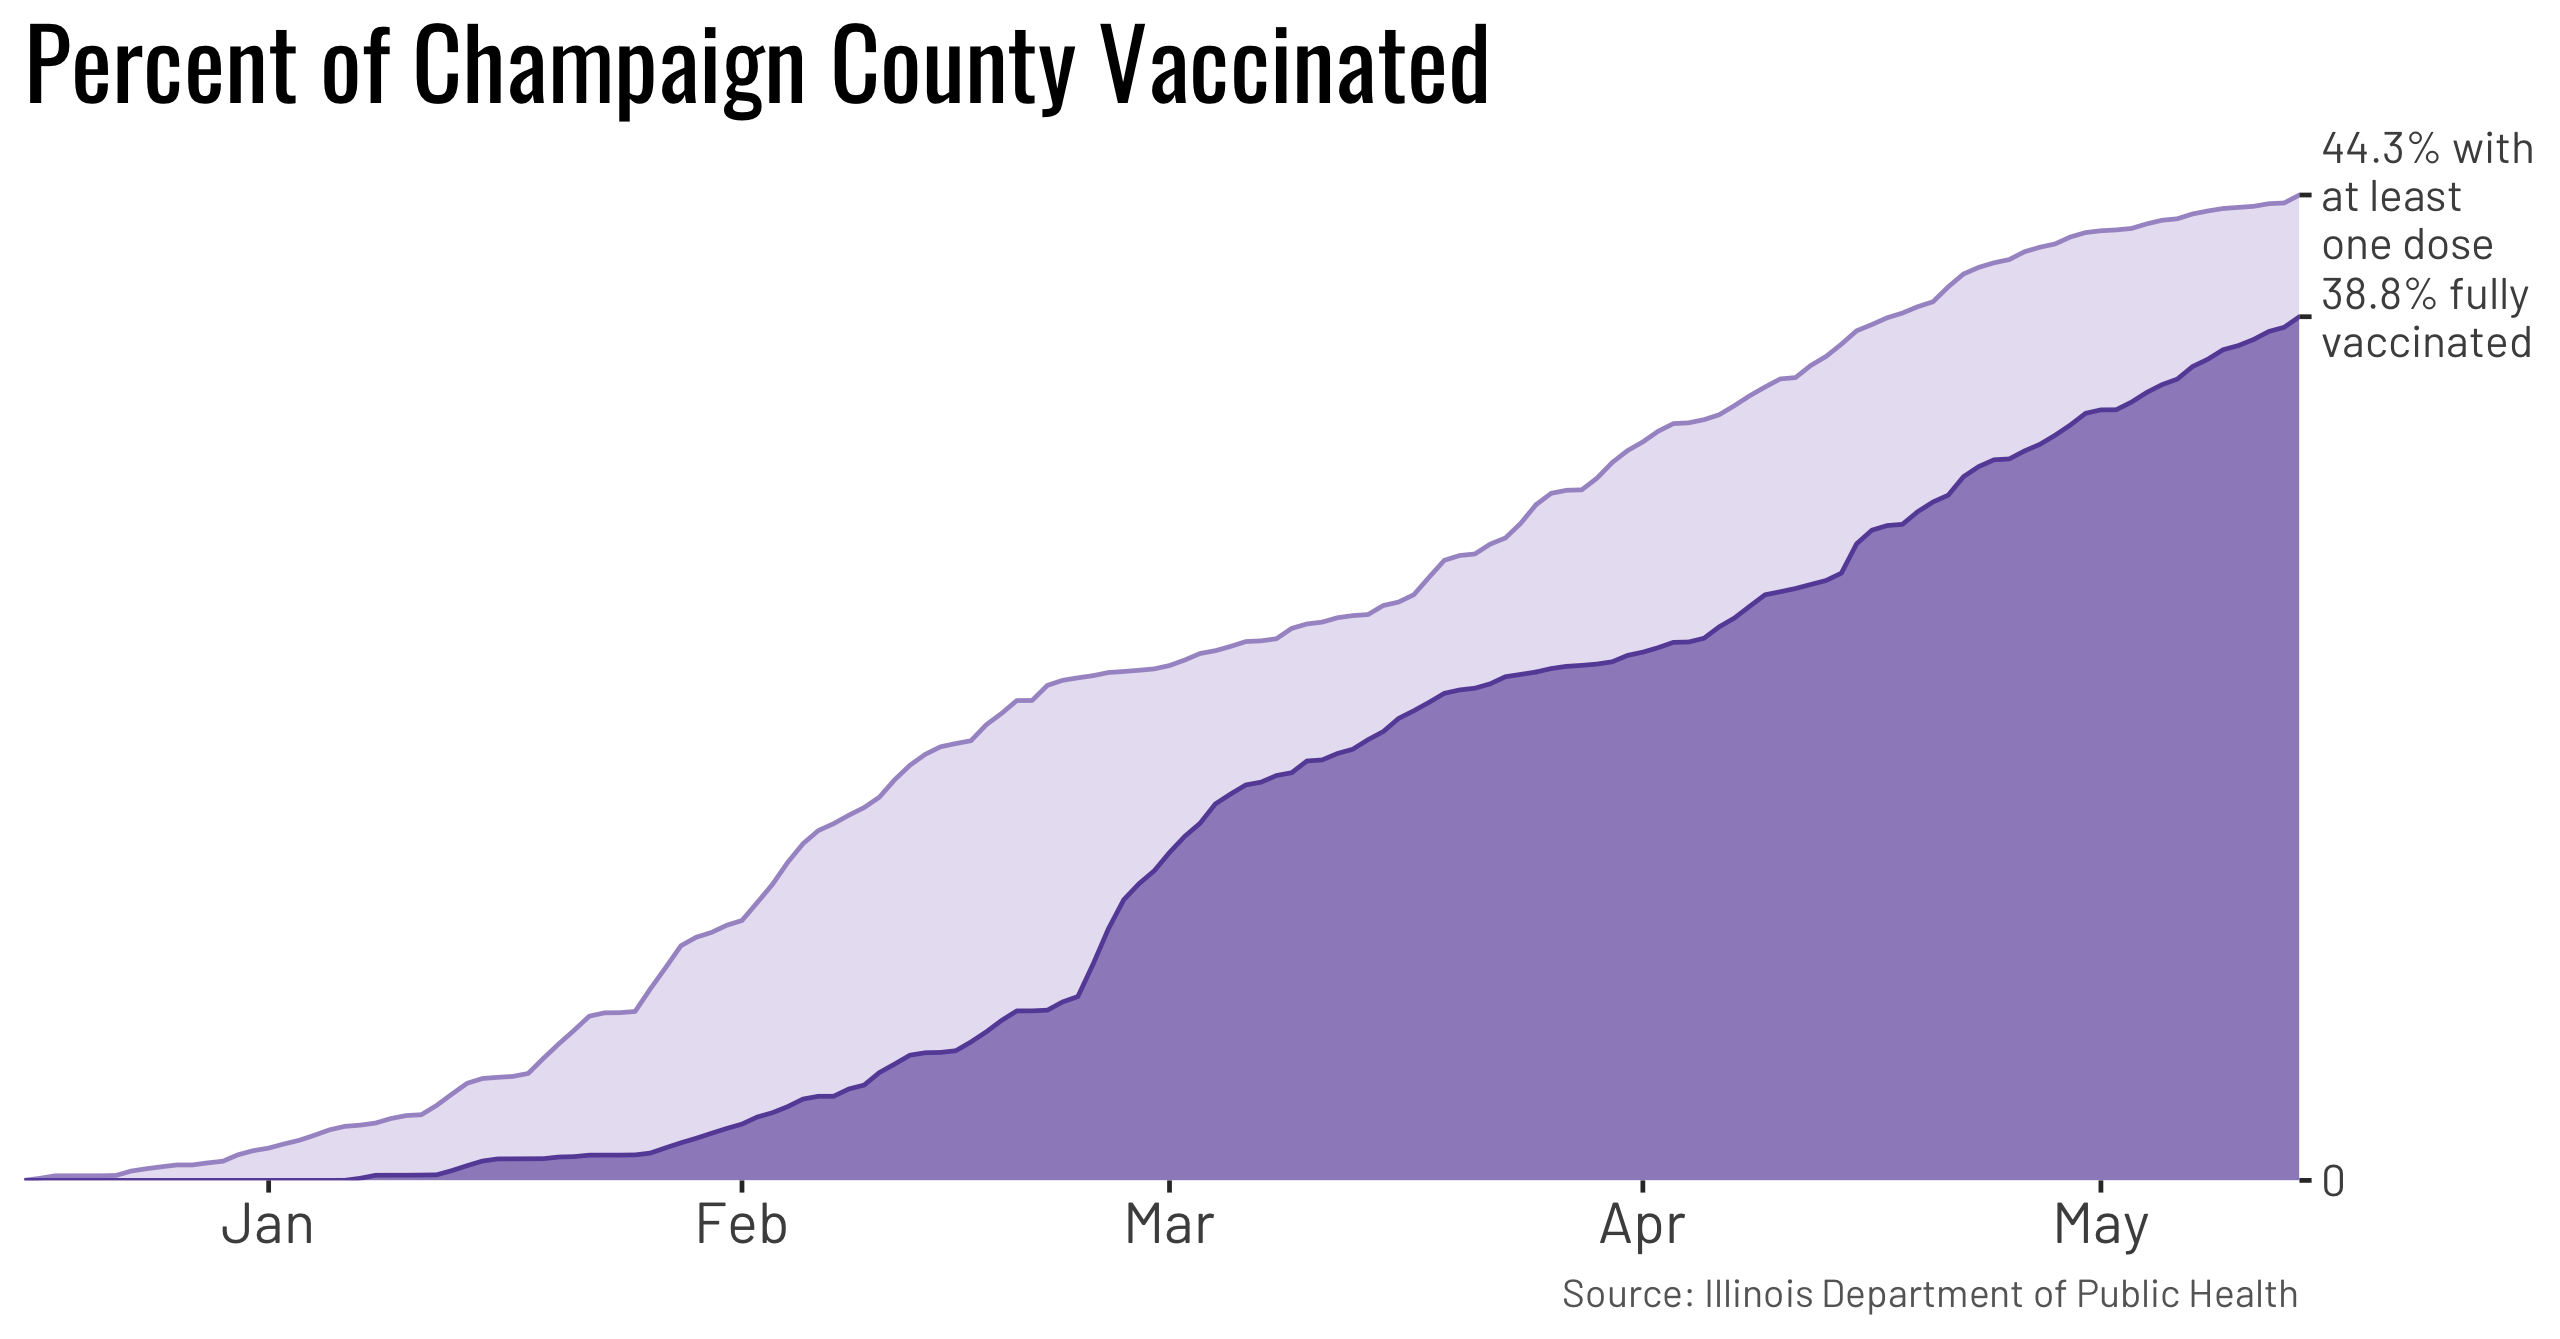 Percent of Champaign County Vaccinated
44.3% with
at least
one dose
38.8% fully
vaccinated
0
Jan Feb Mar Apr May
Source: Illinois Department of Public Health